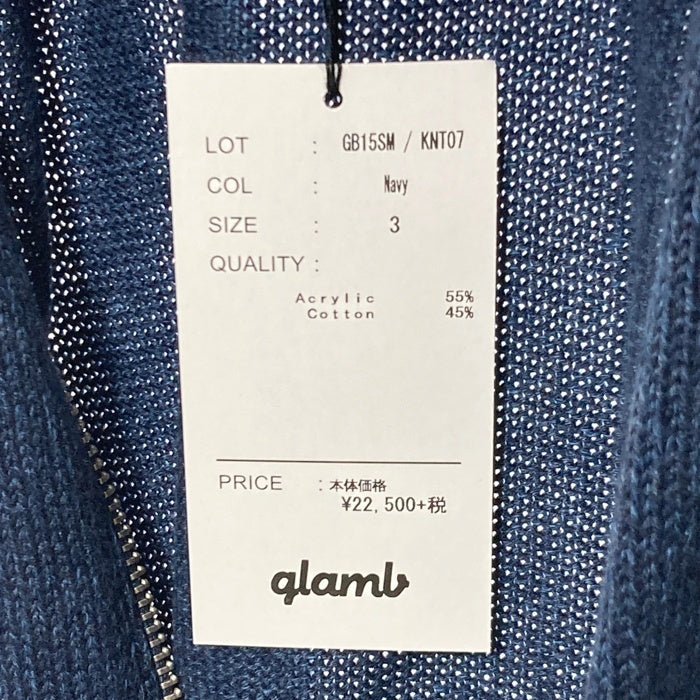 LOT : GB15SM / KNT07
COL : Navy
SIZE : 3
QUALITY :
Acrylic 55%
Cotton 45%
PRICE : 本体価格
¥22,500+税
glamb